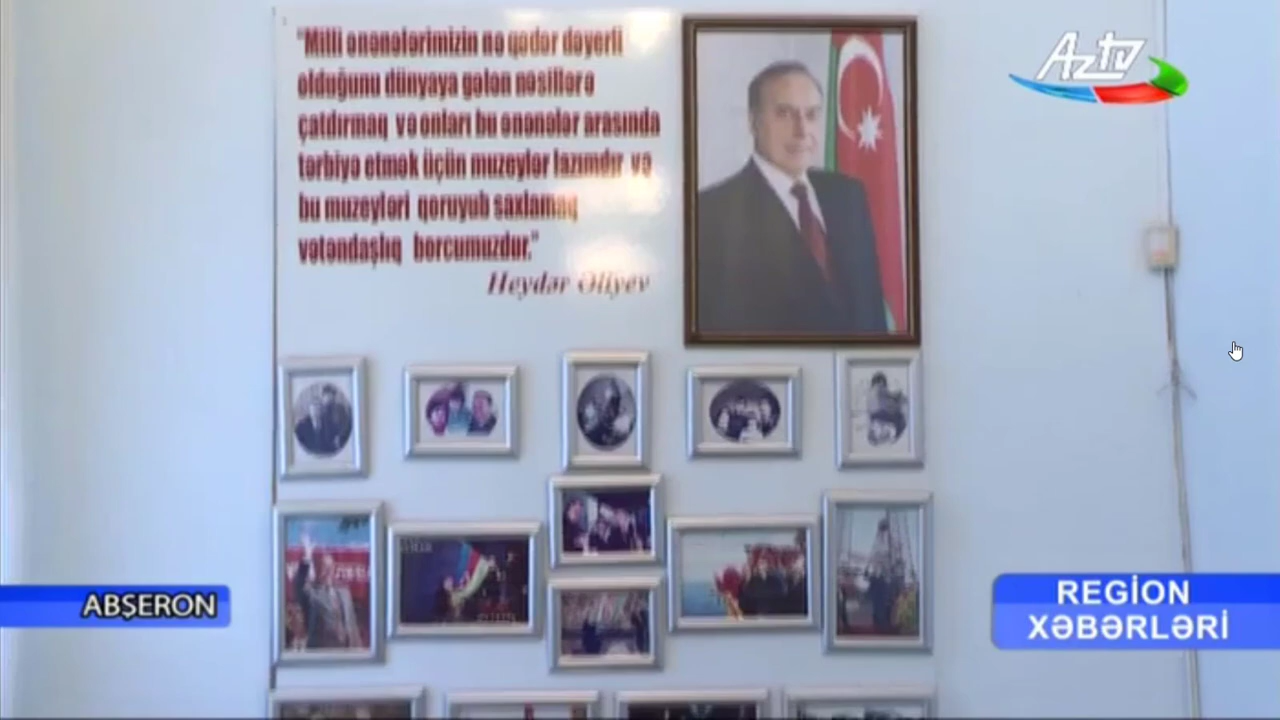 "Milli ənənələrimizin nə qədər dəyərli
olduğunu dünyaya gələn nəsillərə
çatdırmaq və onları bu ənənələr arasında
tərbiyə etmək üçün muzeylər lazımdır və
bu muzeyləri qoruyub saxlamaq
vətəndaşlıq borcumuzdur."
Heydər Əliyev
Aztv
ABŞERON
REGİON
XƏBƏRLƏRİ